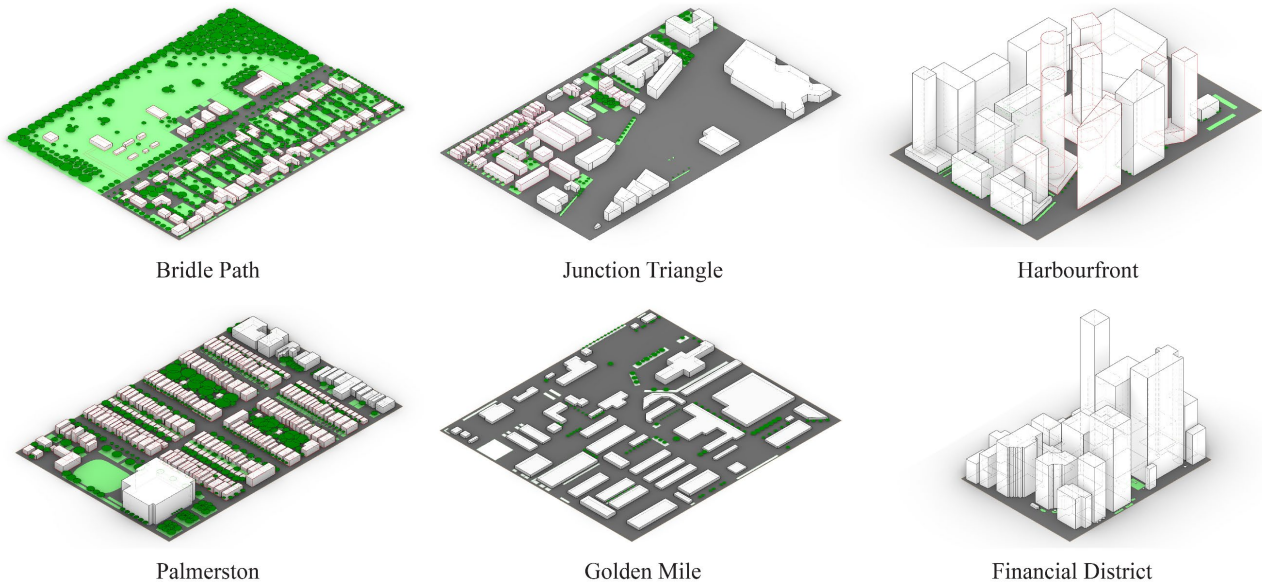 Bridle Path
Junction Triangle
Harbourfront
Palmerston
Golden Mile
Financial District